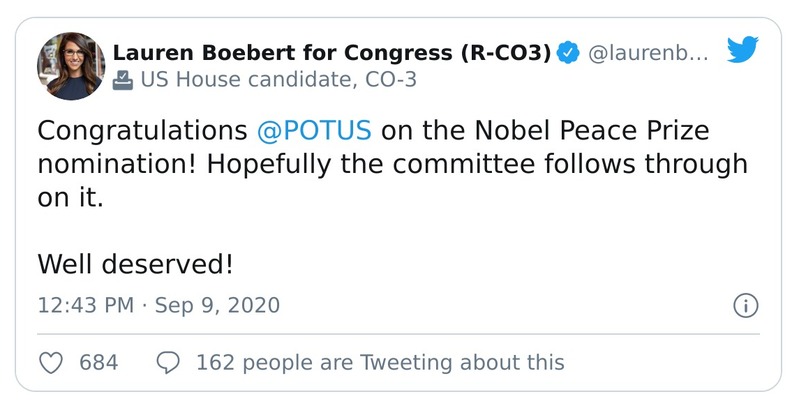 Lauren Boebert for Congress (R-CO3) @laurenb...
US House candidate, CO-3
Congratulations @POTUS on the Nobel Peace Prize
nomination! Hopefully the committee follows through
on it.
Well deserved!
12:43 PM · Sep 9, 2020
684 162 people are Tweeting about this